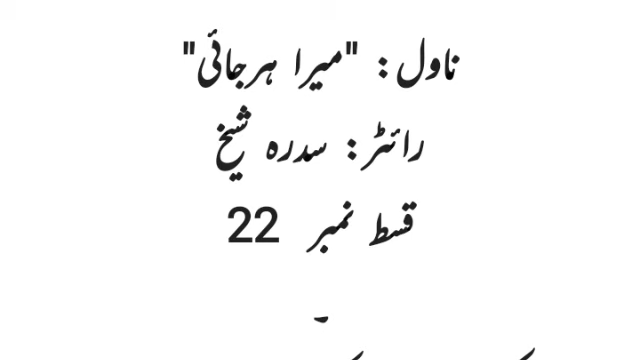 ناول: "میرا ہرجائی"
رائٹر: سدرہ شیخ
قسط نمبر 22
-